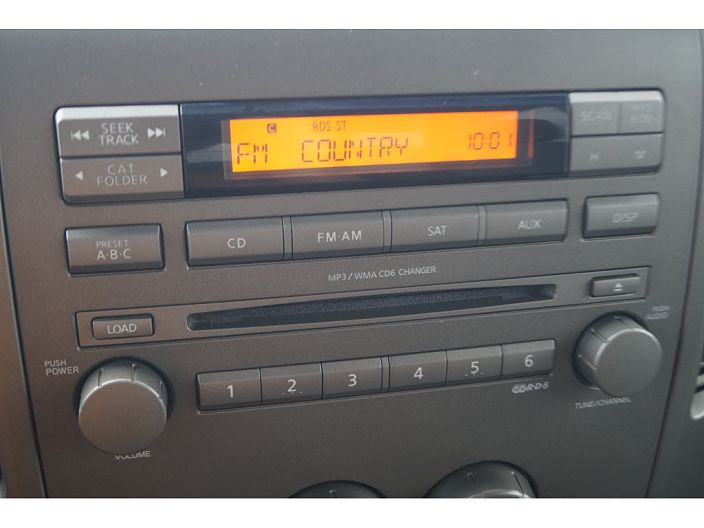 SEEK
TRACK
CAT
FOLDER
C RDS ST
FM COUNTRY 10:01
SCAN
PRESET
A·B·C
CD
FM·AM
SAT
AUX
DISP
MP3/WMA CD6 CHANGER
LOAD
PUSH
POWER
VOLUME
1
2
3
4
5
6
R·D·S
PUSH
AUDIO
TUNE/CHANNEL